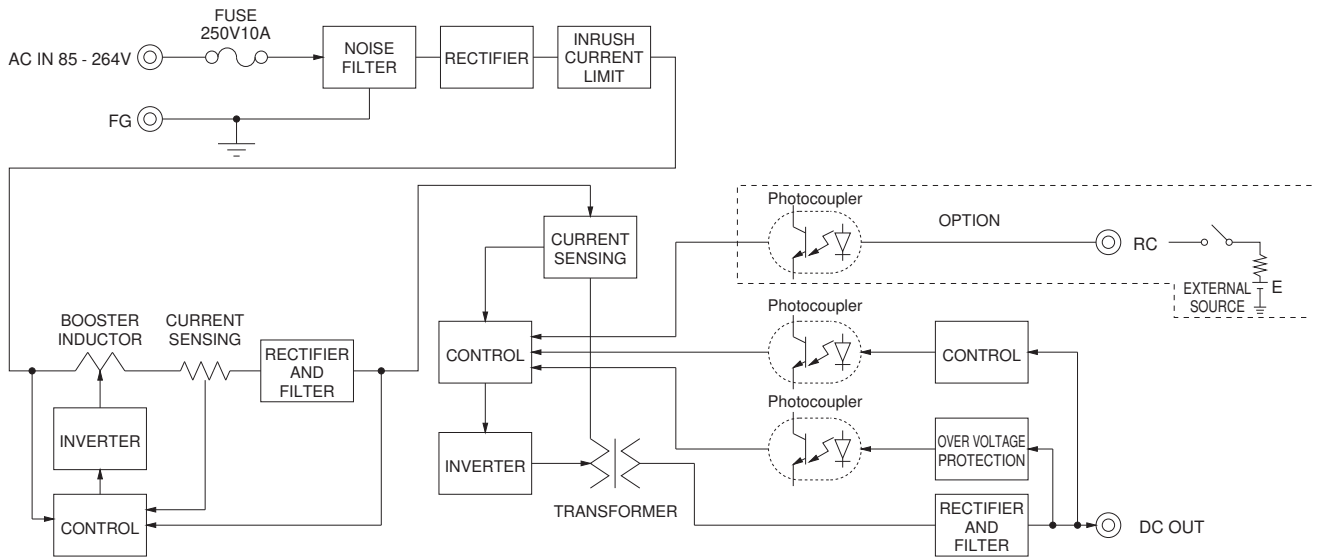 FUSE
250V10A
AC IN 85 - 264V
NOISE
FILTER
RECTIFIER
INRUSH
CURRENT
LIMIT
FG
Photocoupler
OPTION
RC
EXTERNAL
SOURCE
E
CURRENT
SENSING
BOOSTER
INDUCTOR
CURRENT
SENSING
RECTIFIER
AND
FILTER
CONTROL
Photocoupler
CONTROL
INVERTER
Photocoupler
OVER VOLTAGE
PROTECTION
INVERTER
TRANSFORMER
CONTROL
RECTIFIER
AND
FILTER
DC OUT